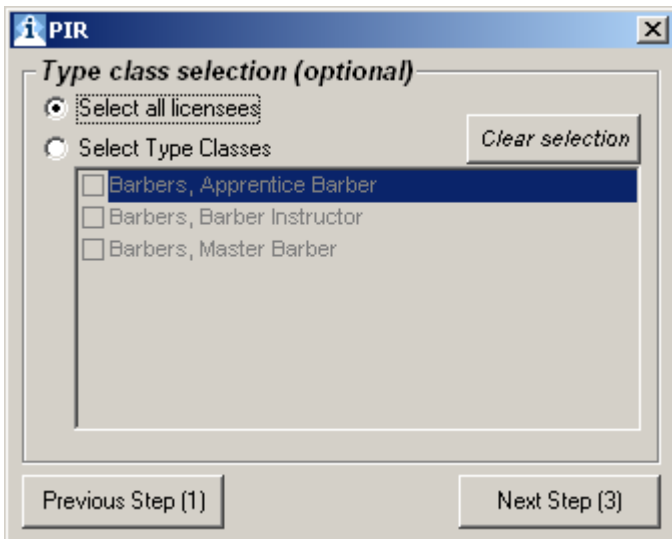 PIR
Type class selection (optional)
Select all licensees
Select Type Classes
Clear selection
Barbers, Apprentice Barber
Barbers, Barber Instructor
Barbers, Master Barber
Previous Step (1)
Next Step (3)